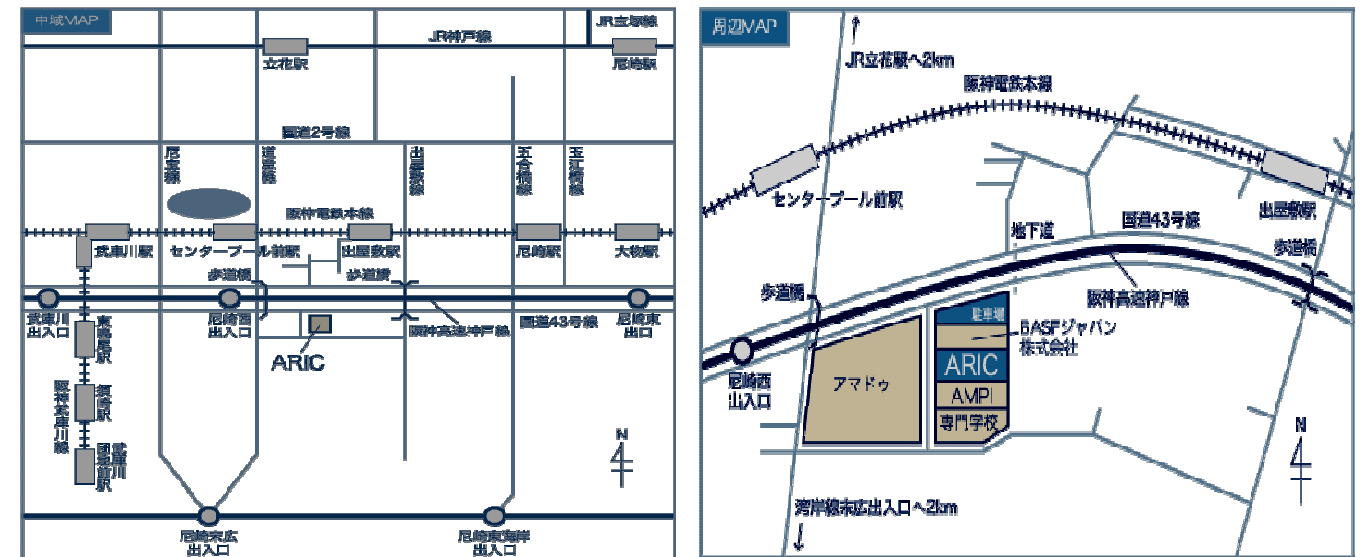 中域MAP
JR宝塚線
JR神戸線
立花駅
尼崎駅
国道2号線
尼宝線
道意線
出屋敷線
五合橋線
玉江橋線
阪神電鉄本線
武車川駅
センタープール前駅
出屋敷駅
尼崎駅
大物駅
歩道橋
歩道橋
武庫川
出入口
尼崎西
出入口
阪神高速神戸線
国道43号線
尼崎東
出口
東鳴尾駅
ARIC
阪神武庫川線
洲崎駅
武庫川
団地前駅
N
尼崎末広
出入口
尼崎東海岸
出入口
周辺MAP
JR立花駅へ2km
阪神電鉄本線
センタープール前駅
出屋敷駅
地下道
国道43号線
歩道橋
歩道橋
阪神高速神戸線
駐車場
BASFジャパン
株式会社
尼崎西
出入口
アマドゥ
ARIC
AMPI
専門学校
N
湾岸線末広出入口へ2km